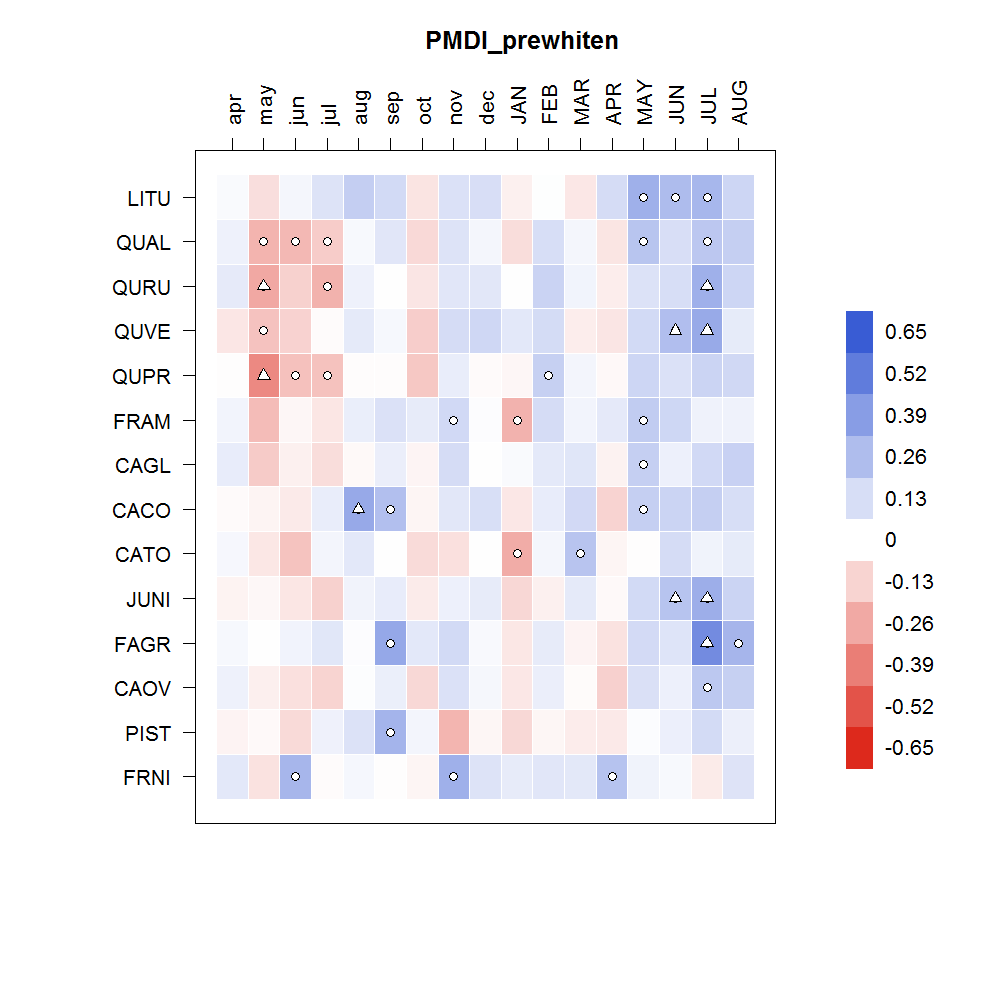 PMDI_prewhiten
apr may jun jul aug sep oct nov dec JAN FEB MAR APR MAY JUN JUL AUG
LITU
QUAL
QURU
QUVE
QUPR
FRAM
CAGL
CACO
CATO
JUNI
FAGR
CAOV
PIST
FRNI
0.65
0.52
0.39
0.26
0.13
0
-0.13
-0.26
-0.39
-0.52
-0.65